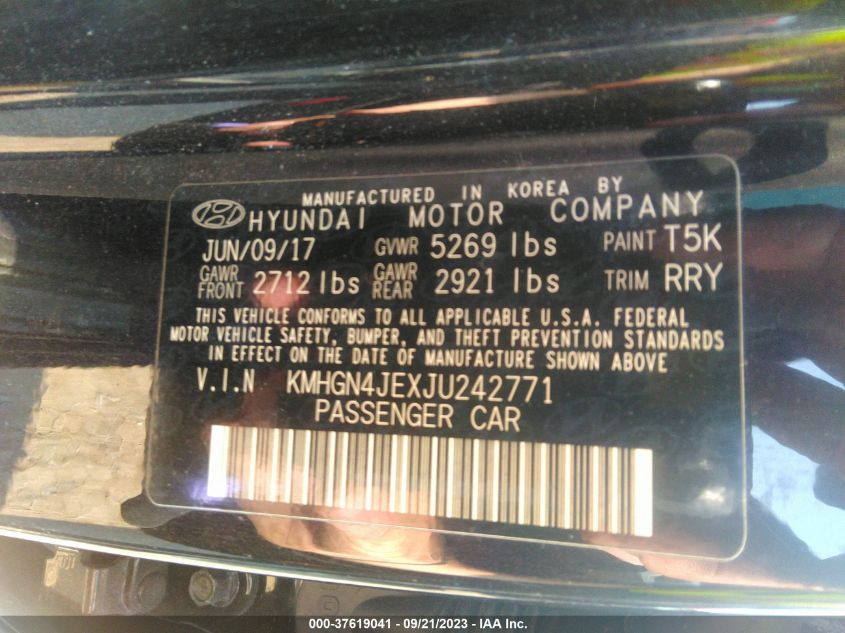 MANUFACTURED IN KOREA BY
HYUNDAI MOTOR COMPANY
JUN/09/17 GVWR 5269 lbs PAINT T5K
GAWR FRONT 2712 lbs GAWR REAR 2921 lbs TRIM RRY
THIS VEHICLE CONFORMS TO ALL APPLICABLE U.S.A. FEDERAL
MOTOR VEHICLE SAFETY, BUMPER, AND THEFT PREVENTION STANDARDS
IN EFFECT ON THE DATE OF MANUFACTURE SHOWN ABOVE
V.I.N KMHGN4JEXJU242771
PASSENGER CAR
000-37619041 - 09/21/2023 - IAA Inc.